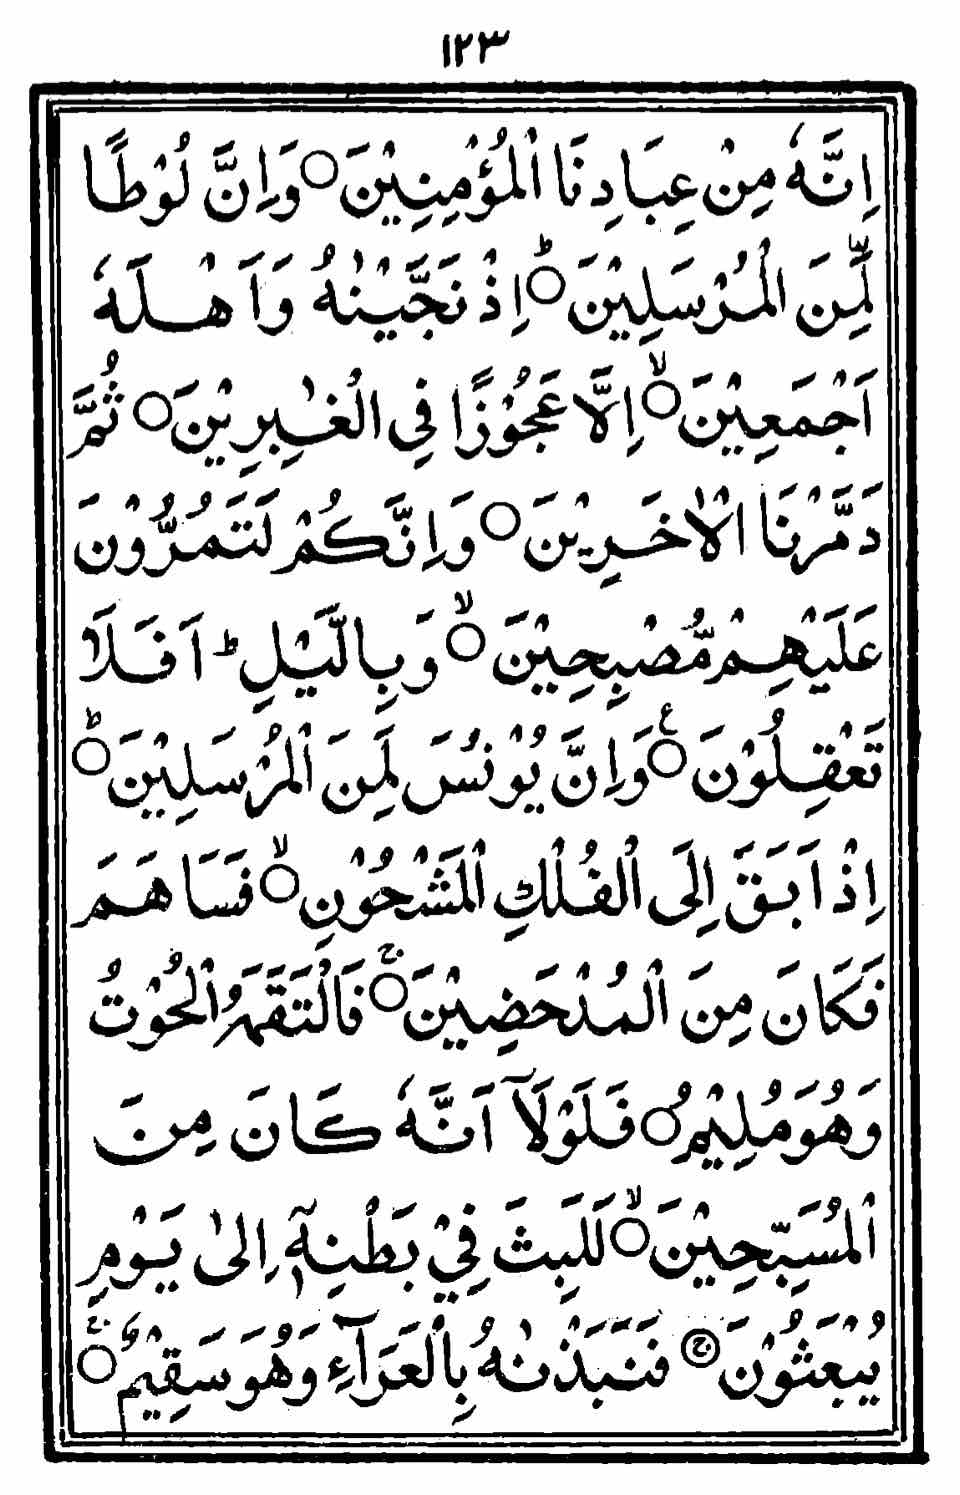 ١٢٣
اِنَّهٗ مِنْ عِبَادِنَا الْمُؤْمِنِيْنَ ○ وَاِنَّ لُوْطًا
لَّمِنَ الْمُرْسَلِيْنَ ○ؕ اِذْ نَجَّيْنٰهُ وَاَهْلَهٗۤ
اَجْمَعِيْنَ ○ۙ اِلَّا عَجُوْزًا فِي الْغٰبِرِيْنَ ○ ثُمَّ
دَمَّرْنَا الْاٰخَرِيْنَ ○ وَاِنَّكُمْ لَتَمُرُّوْنَ
عَلَيْهِمْ مُّصْبِحِيْنَ ○ۙ وَبِالَّيْلِ ؕ اَفَلَا
تَعْقِلُوْنَ ○ع وَاِنَّ يُوْنُسَ لَمِنَ الْمُرْسَلِيْنَ ○ؕ
اِذْ اَبَقَ اِلَى الْفُلْكِ الْمَشْحُوْنِ ○ۙ فَسَاهَمَ
فَكَانَ مِنَ الْمُدْحَضِيْنَ ○ۚ فَالْتَقَمَهُ الْحُوْتُ
وَهُوَ مُلِيْمٌ ○ فَلَوْلَاۤ اَنَّهٗ كَانَ مِنَ
الْمُسَبِّحِيْنَ ○ۙ لَلَبِثَ فِيْ بَطْنِهٖۤ اِلٰى يَوْمِ
يُبْعَثُوْنَ ○ۚ فَنَبَذْنٰهُ بِالْعَرَآءِ وَهُوَ سَقِيْمٌ ○ۚ